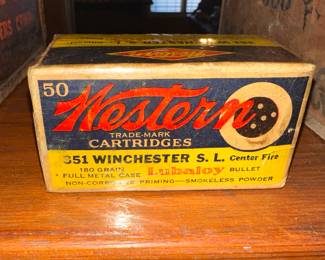 50
Western
TRADE-MARK
CARTRIDGES
351 WINCHESTER S. L. Center Fire
180 GRAIN
FULL METAL CASE Lubaloy BULLET
NON-CORROSIVE PRIMING—SMOKELESS POWDER